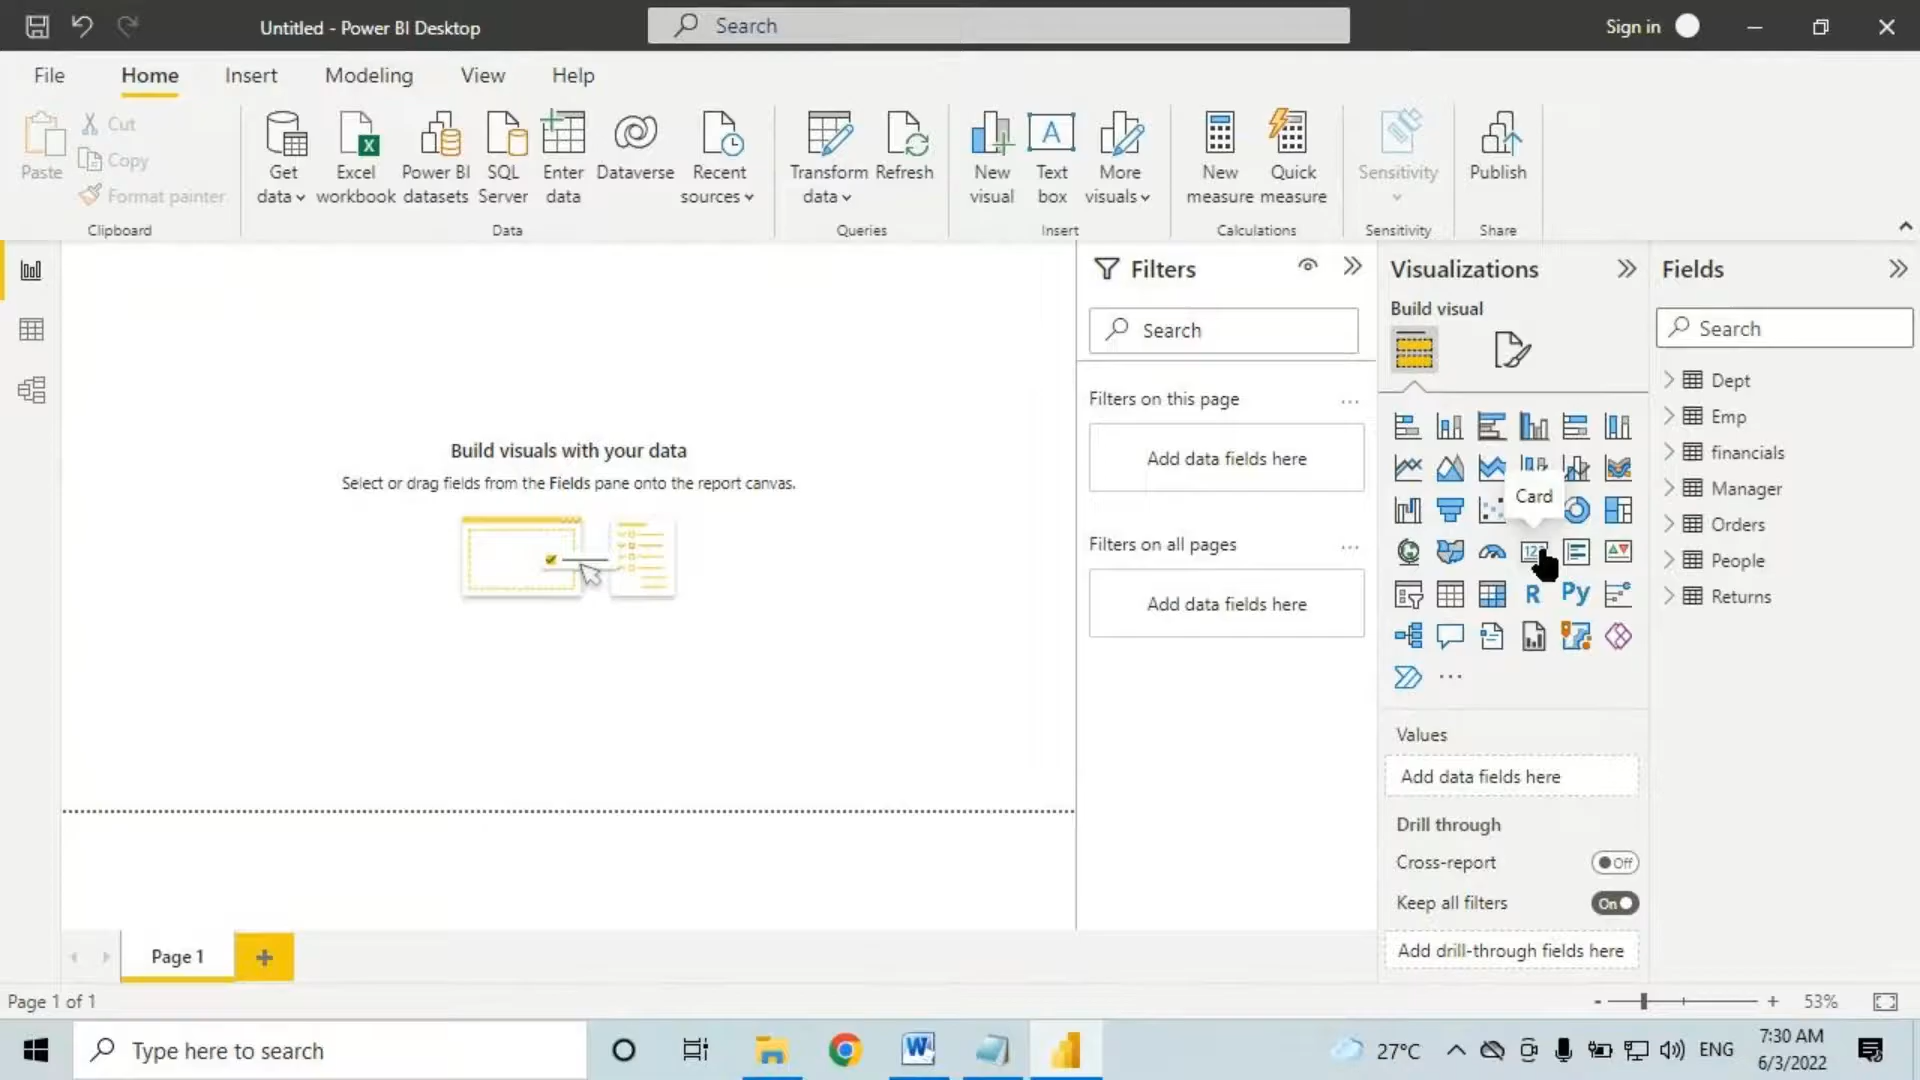 Untitled - Power BI Desktop
Search
Sign in
File
Home
Insert
Modeling
View
Help
Paste
Cut
Copy
Format painter
Clipboard
Get data
Excel workbook
Power BI datasets
SQL Server
Enter data
Dataverse
Recent sources
Data
Transform data
Refresh
Queries
New visual
Text box
More visuals
Insert
New measure
Quick measure
Calculations
Sensitivity
Sensitivity
Publish
Share
Build visuals with your data
Select or drag fields from the Fields pane onto the report canvas.
Filters
Search
Filters on this page
...
Add data fields here
Filters on all pages
...
Add data fields here
Visualizations
Build visual
Card
123
R
Py
...
Values
Add data fields here
Drill through
Cross-report
Off
Keep all filters
On
Add drill-through fields here
Fields
Search
Dept
Emp
financials
Manager
Orders
People
Returns
Page 1
+
Page 1 of 1
-
+
53%
Type here to search
27°C
ENG
7:30 AM
6/3/2022